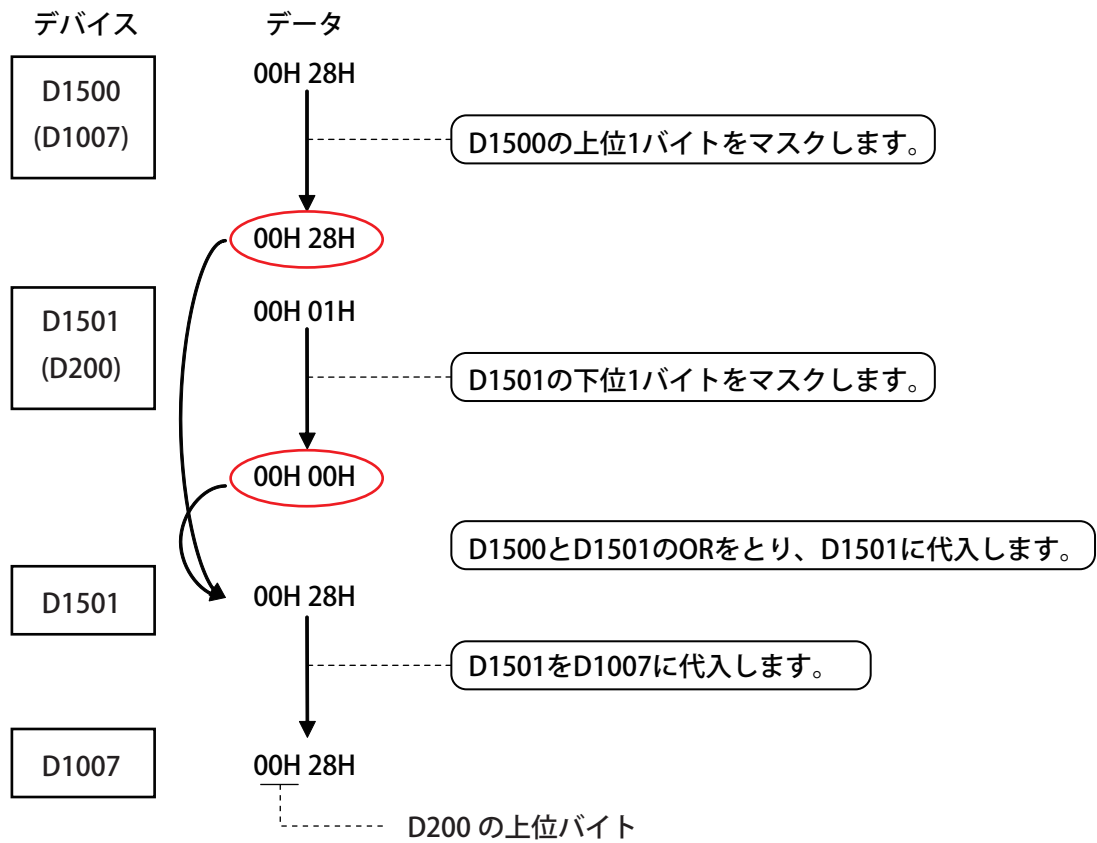 デバイス データ
D1500
(D1007)
00H 28H
D1500の上位1バイトをマスクします。
00H 28H
D1501
(D200)
00H 01H
D1501の下位1バイトをマスクします。
00H 00H
D1500とD1501のORをとり、D1501に代入します。
D1501
00H 28H
D1501をD1007に代入します。
D1007
00H 28H
D200 の上位バイト